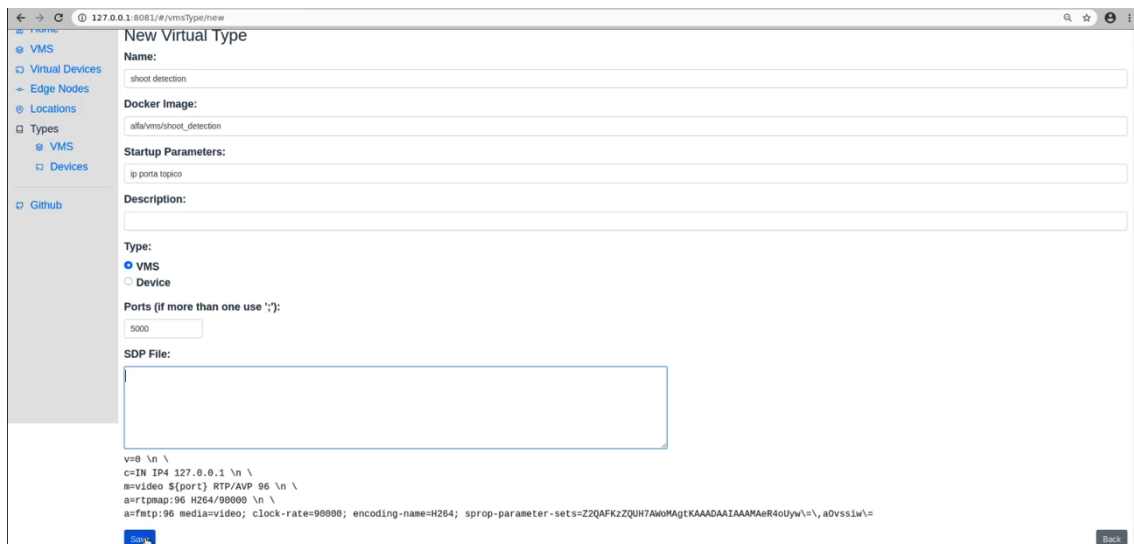 127.0.0.1:8081/#/vmsType/new
Home
VMS
Virtual Devices
Edge Nodes
Locations
Types
VMS
Devices
Github
New Virtual Type
Name:
shoot detection
Docker Image:
alfa/vms/shoot_detection
Startup Parameters:
ip porta topico
Description:
Type:
VMS
Device
Ports (if more than one use ';'):
5000
SDP File:
v=0 \n \
c=IN IP4 127.0.0.1 \n \
m=video ${port} RTP/AVP 96 \n \
a=rtpmap:96 H264/90000 \n \
a=fmtp:96 media=video; clock-rate=90000; encoding-name=H264; sprop-parameter-sets=Z2QAFKzZQUH7AWoMAgtKAAADAAIAAAMAeR4oUyw\=\,aOvssiw\=
Save
Back